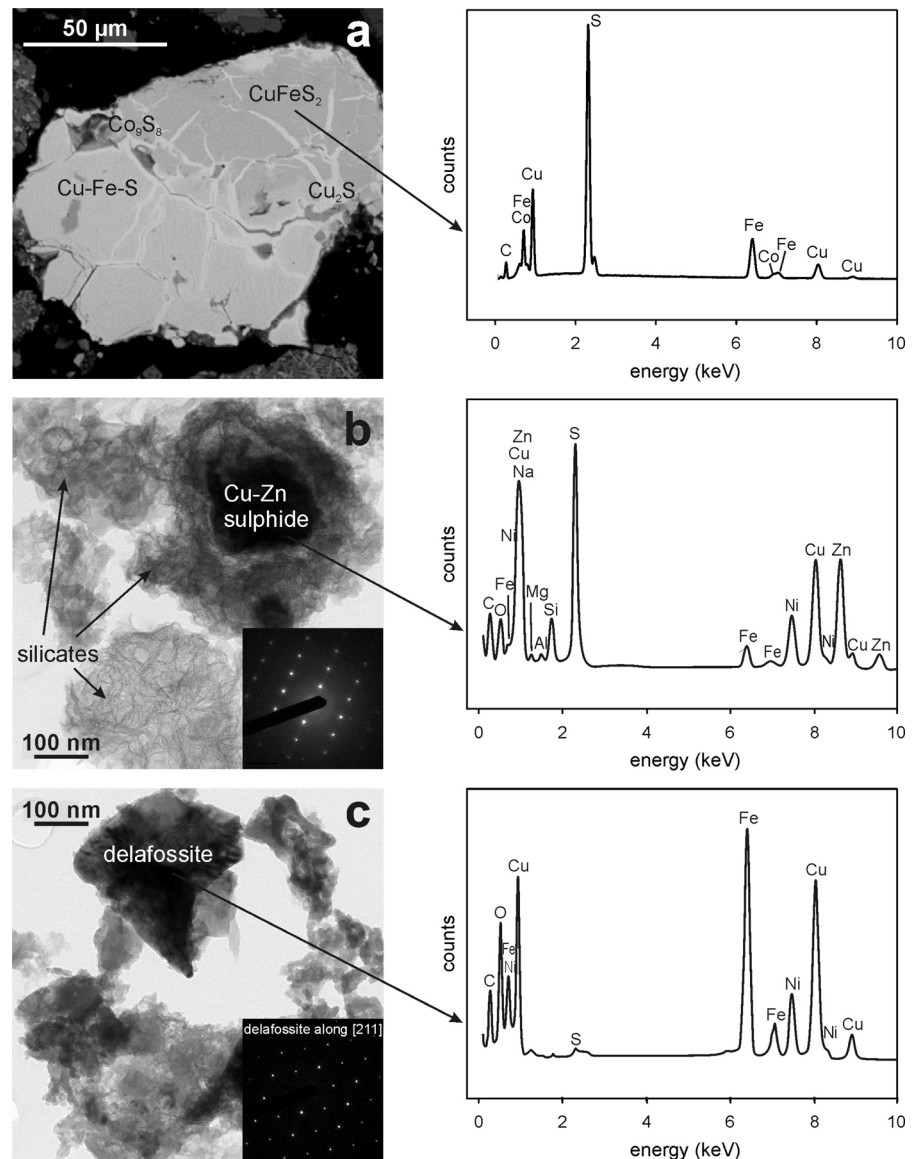 50 µm
a
CuFeS₂
Co₉S₈
Cu-Fe-S
Cu₂S
counts
S
Cu
Fe
Co
C
Fe
Co
Fe
Cu
Cu
0 2 4 6 8 10
energy (keV)
b
Cu-Zn
sulphide
silicates
100 nm
counts
Zn
Cu
Na
S
Ni
Fe
C
O
Mg
Al
Si
Fe
Fe
Ni
Cu
Ni
Zn
Cu
Zn
0 2 4 6 8 10
energy (keV)
100 nm
c
delafossite
delafossite along [211]
counts
C
O
Fe
Ni
Cu
S
Fe
Fe
Ni
Cu
Ni
Cu
0 2 4 6 8 10
energy (keV)